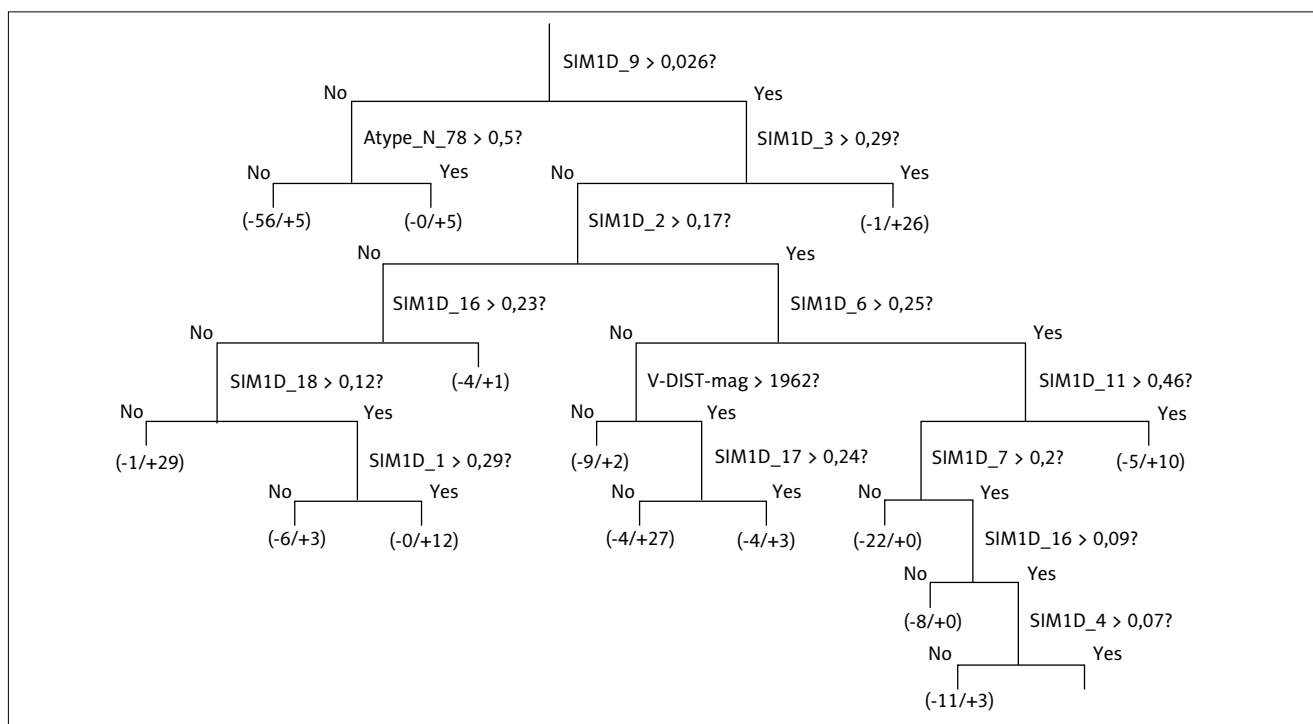 SIM1D_9 > 0,026?
No
Yes
Atype_N_78 > 0,5?
SIM1D_3 > 0,29?
No
Yes
No
Yes
(-56/+5)
(-0/+5)
SIM1D_2 > 0,17?
(-1/+26)
No
Yes
SIM1D_16 > 0,23?
SIM1D_6 > 0,25?
No
No
Yes
SIM1D_18 > 0,12?
(-4/+1)
V-DIST-mag > 1962?
SIM1D_11 > 0,46?
No
Yes
No
Yes
Yes
(-1/+29)
SIM1D_1 > 0,29?
(-9/+2)
SIM1D_17 > 0,24?
SIM1D_7 > 0,2?
(-5/+10)
No
Yes
No
Yes
No
Yes
(-6/+3)
(-0/+12)
(-4/+27)
(-4/+3)
(-22/+0)
SIM1D_16 > 0,09?
No
Yes
(-8/+0)
SIM1D_4 > 0,07?
No
Yes
(-11/+3)